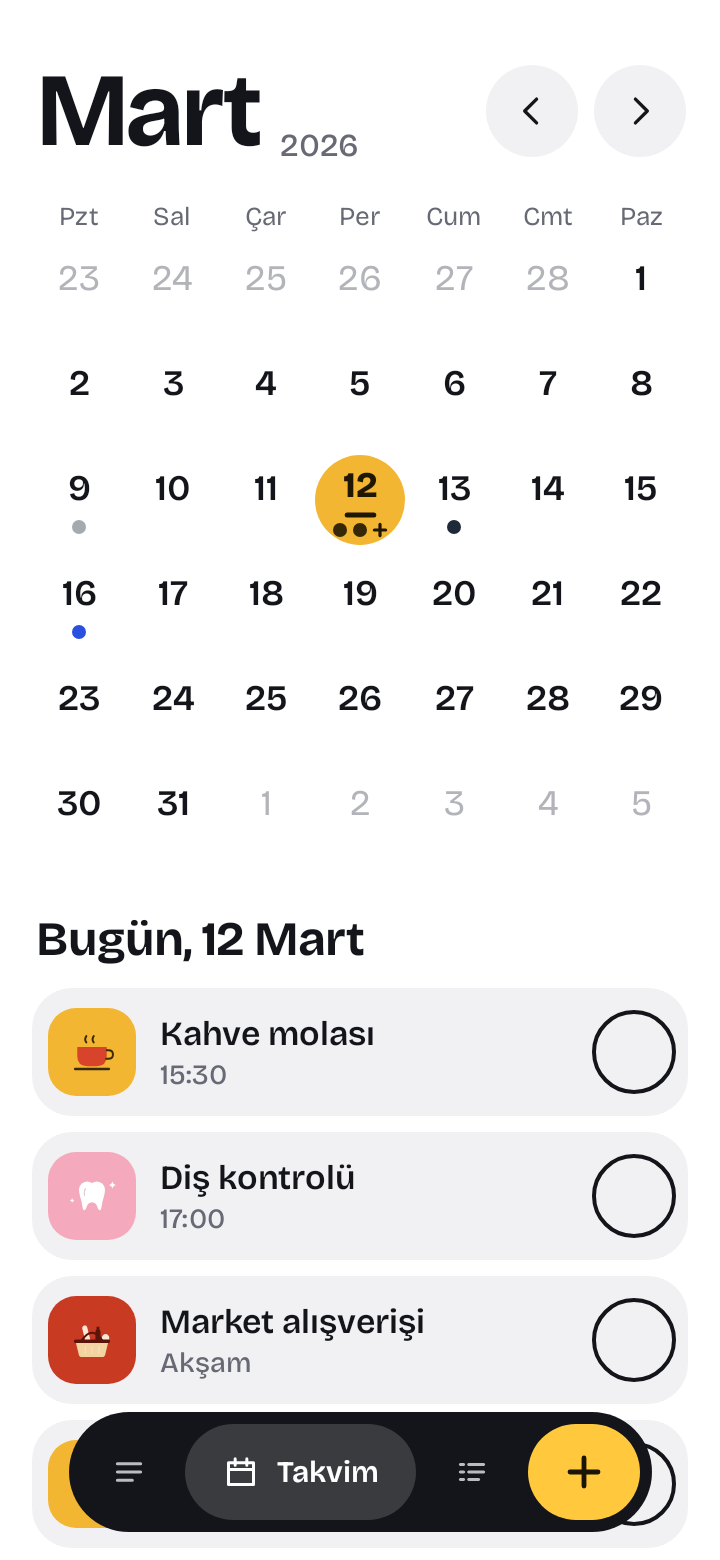 Mart 2026
Pzt Sal Çar Per Cum Cmt Paz
23 24 25 26 27 28 1
2 3 4 5 6 7 8
9 10 11 12 13 14 15
16 17 18 19 20 21 22
23 24 25 26 27 28 29
30 31 1 2 3 4 5
Bugün, 12 Mart
Kahve molası
15:30
Diş kontrolü
17:00
Market alışverişi
Akşam
Takvim